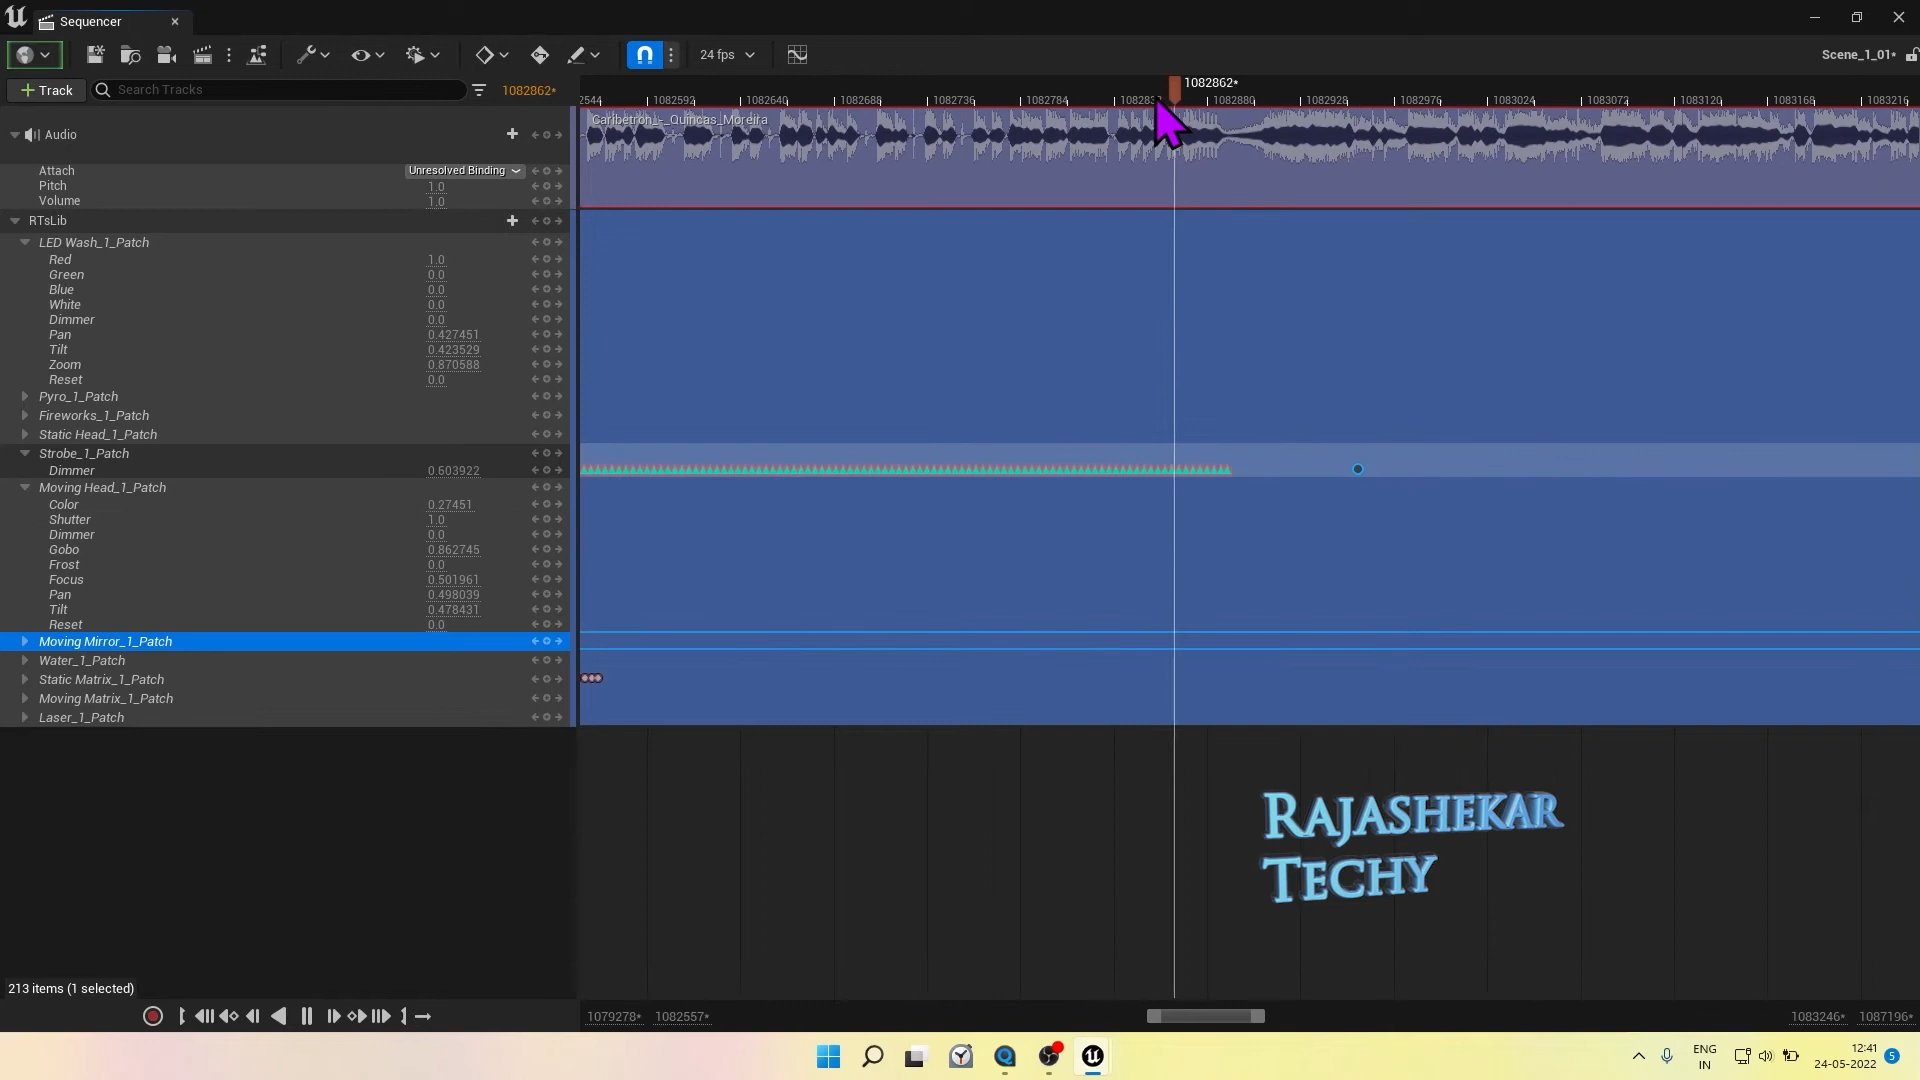 Sequencer
24 fps
Scene_1_01*
Track
Search Tracks
1082862*
1082862*
2544
1082592
1082640
1082688
1082736
1082784
1082880
1082928
1082976
1083024
1083072
1083120
1083168
1083216
Audio
Caribetron_-_Quincas_Moreira
Attach
Unresolved Binding
Pitch
1.0
Volume
1.0
RTsLib
LED Wash_1_Patch
Red
1.0
Green
0.0
Blue
0.0
White
0.0
Dimmer
0.0
Pan
0.427451
Tilt
0.423529
Zoom
0.870588
Reset
0.0
Pyro_1_Patch
Fireworks_1_Patch
Static Head_1_Patch
Strobe_1_Patch
Dimmer
0.603922
Moving Head_1_Patch
Color
0.27451
Shutter
1.0
Dimmer
0.0
Gobo
0.862745
Frost
0.0
Focus
0.501961
Pan
0.498039
Tilt
0.478431
Reset
0.0
Moving Mirror_1_Patch
Water_1_Patch
Static Matrix_1_Patch
Moving Matrix_1_Patch
Laser_1_Patch
RAJASHEKAR
TECHY
213 items (1 selected)
1079278*
1082557*
1083246*
1087196*
ENG
IN
12:41
24-05-2022
5